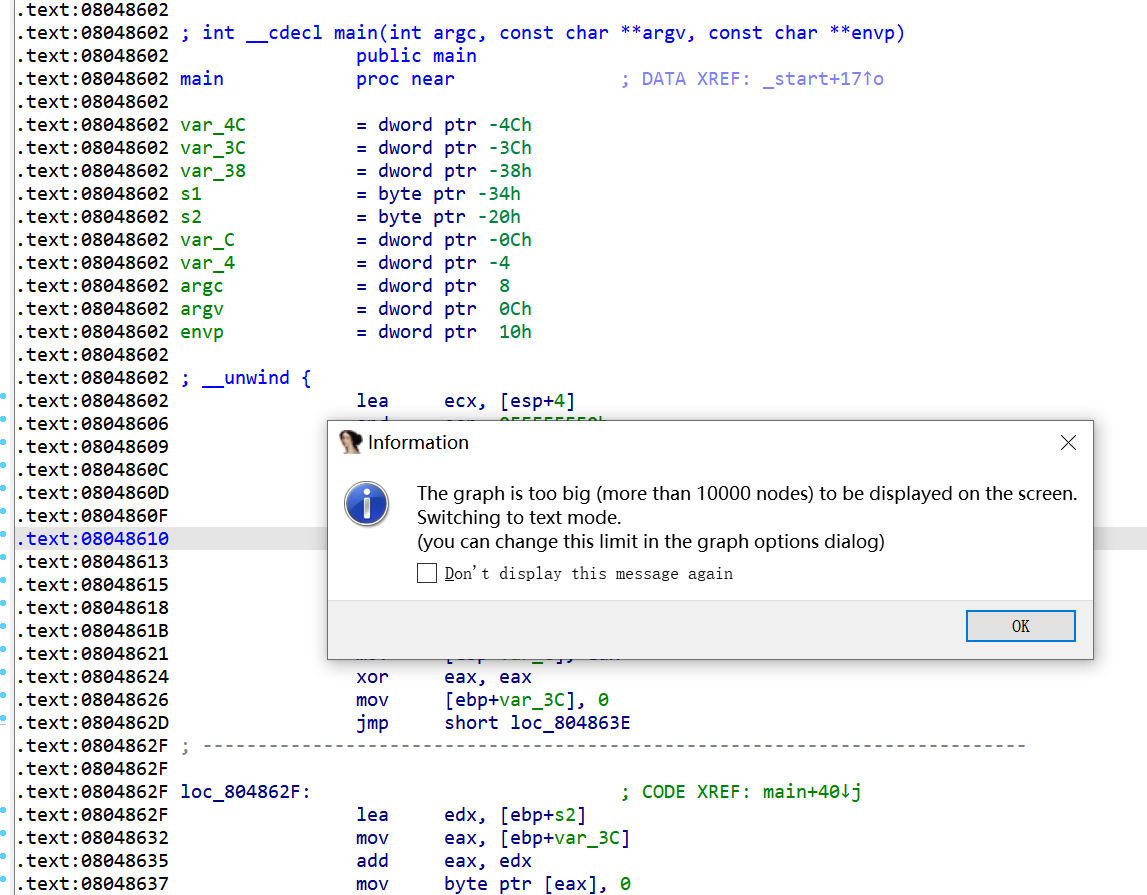 .text:08048602
.text:08048602 ; int __cdecl main(int argc, const char **argv, const char **envp)
.text:08048602 public main
.text:08048602 main proc near ; DATA XREF: _start+17↑o
.text:08048602
.text:08048602 var_4C = dword ptr -4Ch
.text:08048602 var_3C = dword ptr -3Ch
.text:08048602 var_38 = dword ptr -38h
.text:08048602 s1 = byte ptr -34h
.text:08048602 s2 = byte ptr -20h
.text:08048602 var_C = dword ptr -0Ch
.text:08048602 var_4 = dword ptr -4
.text:08048602 argc = dword ptr 8
.text:08048602 argv = dword ptr 0Ch
.text:08048602 envp = dword ptr 10h
.text:08048602
.text:08048602 ; __unwind {
.text:08048602 lea ecx, [esp+4]
.text:08048606
.text:08048609
.text:0804860C
.text:0804860D
.text:0804860F
.text:08048610
.text:08048613
.text:08048615
.text:08048618
.text:0804861B
.text:08048621
Information
The graph is too big (more than 10000 nodes) to be displayed on the screen.
Switching to text mode.
(you can change this limit in the graph options dialog)
Don't display this message again
OK
.text:08048624 xor eax, eax
.text:08048626 mov [ebp+var_3C], 0
.text:0804862D jmp short loc_804863E
.text:0804862F ; ---------------------------------------------------------------------------
.text:0804862F
.text:0804862F loc_804862F: ; CODE XREF: main+40↓j
.text:0804862F lea edx, [ebp+s2]
.text:08048632 mov eax, [ebp+var_3C]
.text:08048635 add eax, edx
.text:08048637 mov byte ptr [eax], 0